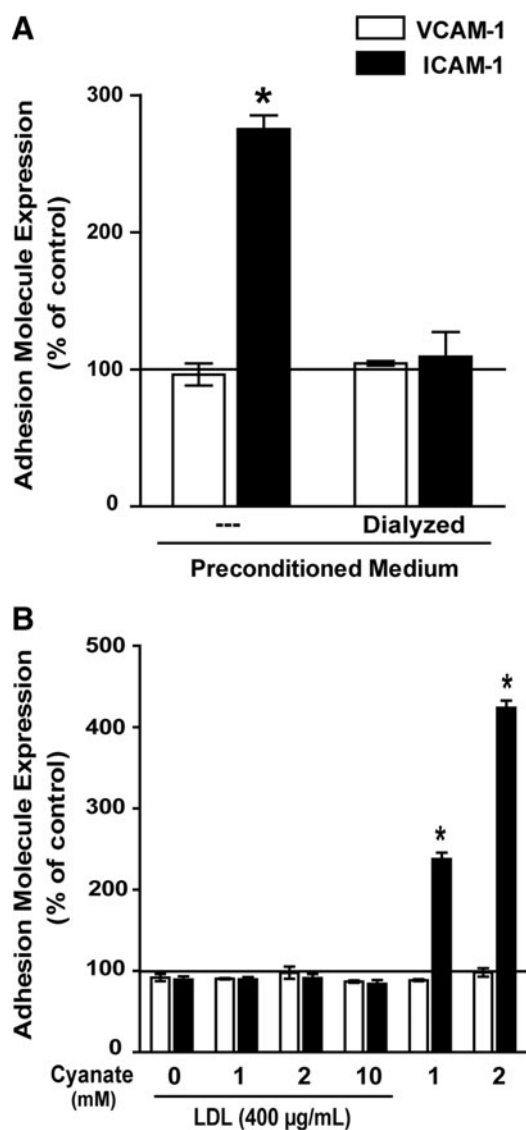 A
VCAM-1
ICAM-1
Adhesion Molecule Expression
(% of control)
300
200
100
0
*
--- Dialyzed
Preconditioned Medium
B
Adhesion Molecule Expression
(% of control)
500
400
300
200
100
0
*
*
Cyanate 0 1 2 10 1 2
(mM)
LDL (400 µg/mL)